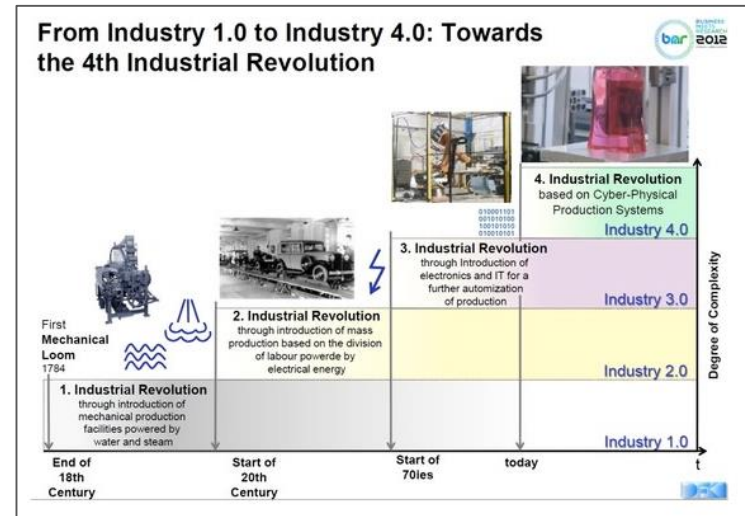 From Industry 1.0 to Industry 4.0: Towards
the 4th Industrial Revolution
bmr
BUSINESS
MEETS
RESEARCH
2012
4. Industrial Revolution
based on Cyber-Physical
Production Systems
Industry 4.0
010001101
001010100
100101010
010010101
3. Industrial Revolution
through Introduction of
electronics and IT for a
further automization
of production
Industry 3.0
2. Industrial Revolution
through introduction of mass
production based on the division
of labour powerde by
electrical energy
Industry 2.0
First
Mechanical
Loom
1784
1. Industrial Revolution
through introduction of
mechanical production
facilities powered by
water and steam
Industry 1.0
Degree of Complexity
End of
18th
Century
Start of
20th
Century
Start of
70ies
today
t